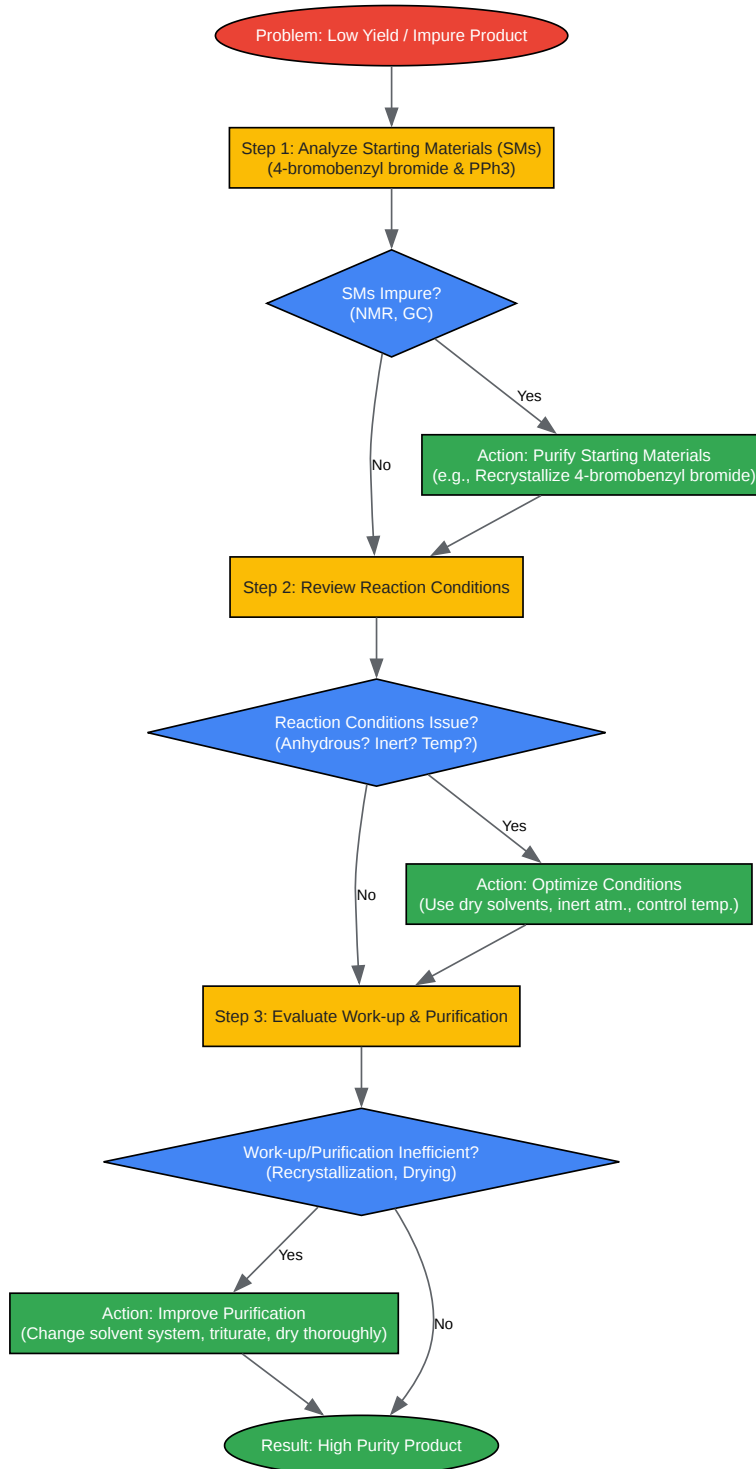 Problem: Low Yield / Impure Product
Step 1: Analyze Starting Materials (SMs)
(4-bromobenzyl bromide & PPh3)
SMs Impure?
(NMR, GC)
Yes
Action: Purify Starting Materials
(e.g., Recrystallize 4-bromobenzyl bromide)
No
Step 2: Review Reaction Conditions
Reaction Conditions Issue?
(Anhydrous? Inert? Temp?)
Yes
Action: Optimize Conditions
(Use dry solvents, inert atm., control temp.)
No
Step 3: Evaluate Work-up & Purification
Work-up/Purification Inefficient?
(Recrystallization, Drying)
Yes
Action: Improve Purification
(Change solvent system, triturate, dry thoroughly)
No
Result: High Purity Product